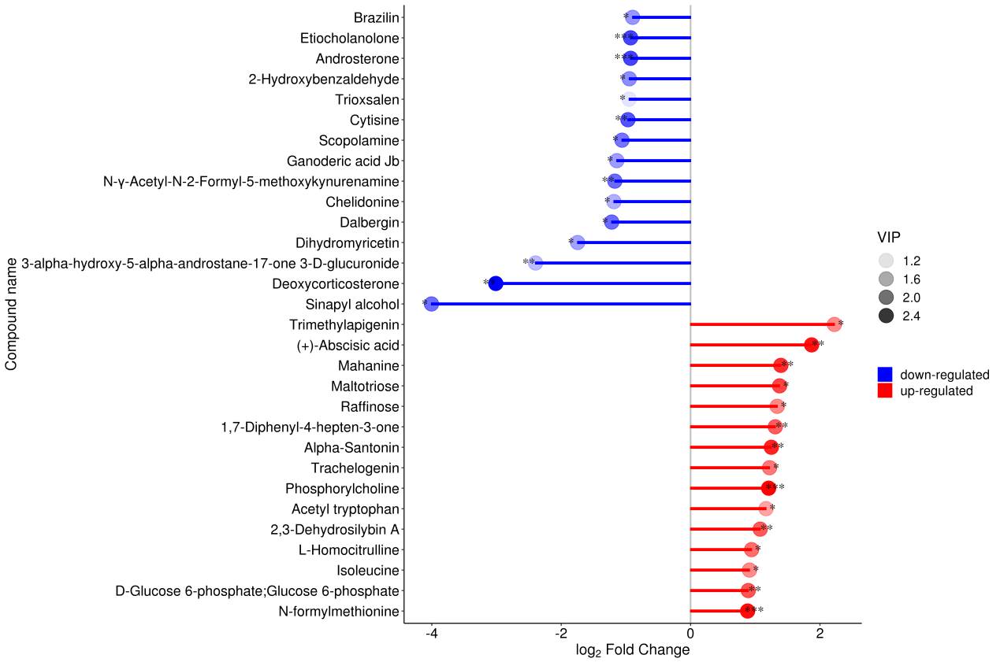 Compound name
Brazilin *
Etiocholanolone ***
Androsterone ***
2-Hydroxybenzaldehyde *
Trioxsalen *
Cytisine **
Scopolamine *
Ganoderic acid Jb *
N-γ-Acetyl-N-2-Formyl-5-methoxykynurenamine **
Chelidonine *
Dalbergin *
Dihydromyricetin *
3-alpha-hydroxy-5-alpha-androstane-17-one 3-D-glucuronide **
Deoxycorticosterone **
Sinapyl alcohol *
Trimethylapigenin *
(+)-Abscisic acid **
Mahanine **
Maltotriose *
Raffinose *
1,7-Diphenyl-4-hepten-3-one **
Alpha-Santonin **
Trachelogenin *
Phosphorylcholine ***
Acetyl tryptophan *
2,3-Dehydrosilybin A **
L-Homocitrulline *
Isoleucine *
D-Glucose 6-phosphate;Glucose 6-phosphate **
N-formylmethionine ***
-4 -2 0 2
log₂ Fold Change
VIP
1.2
1.6
2.0
2.4
down-regulated
up-regulated